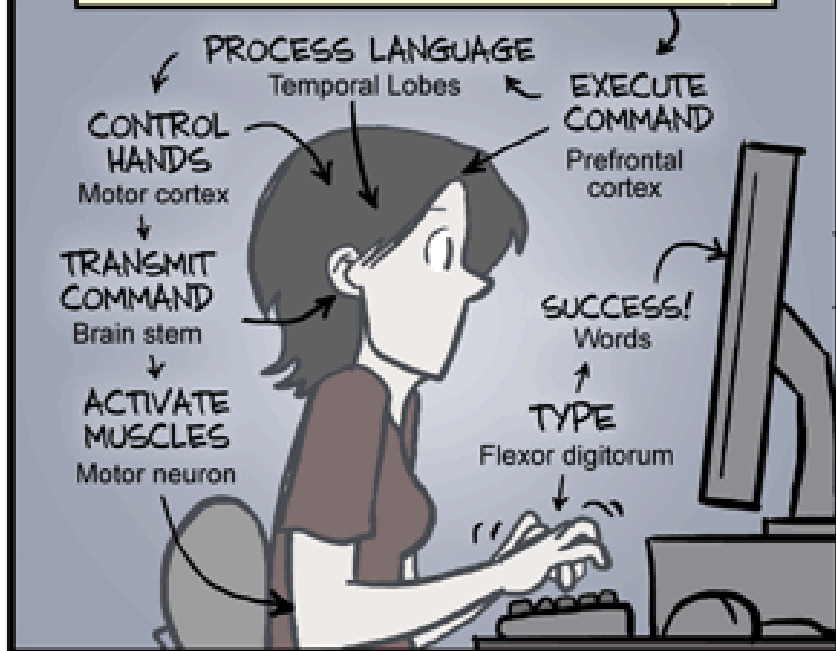 EXECUTE
COMMAND
Prefrontal
cortex
PROCESS LANGUAGE
Temporal Lobes
CONTROL
HANDS
Motor cortex
TRANSMIT
COMMAND
Brain stem
ACTIVATE
MUSCLES
Motor neuron
TYPE
Flexor digitorum
SUCCESS!
Words